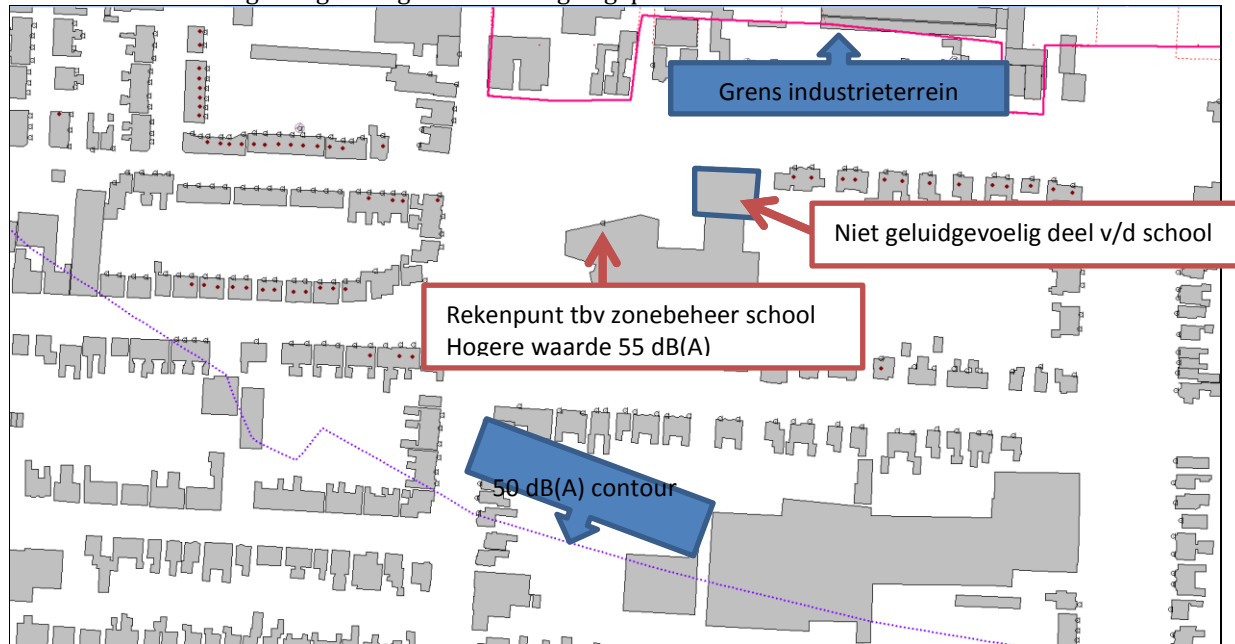 Grens industrieterrein
Niet geluidgevoelig deel v/d school
Rekenpunt tbv zonebeheer school
Hogere waarde 55 dB(A)
50 dB(A) contour